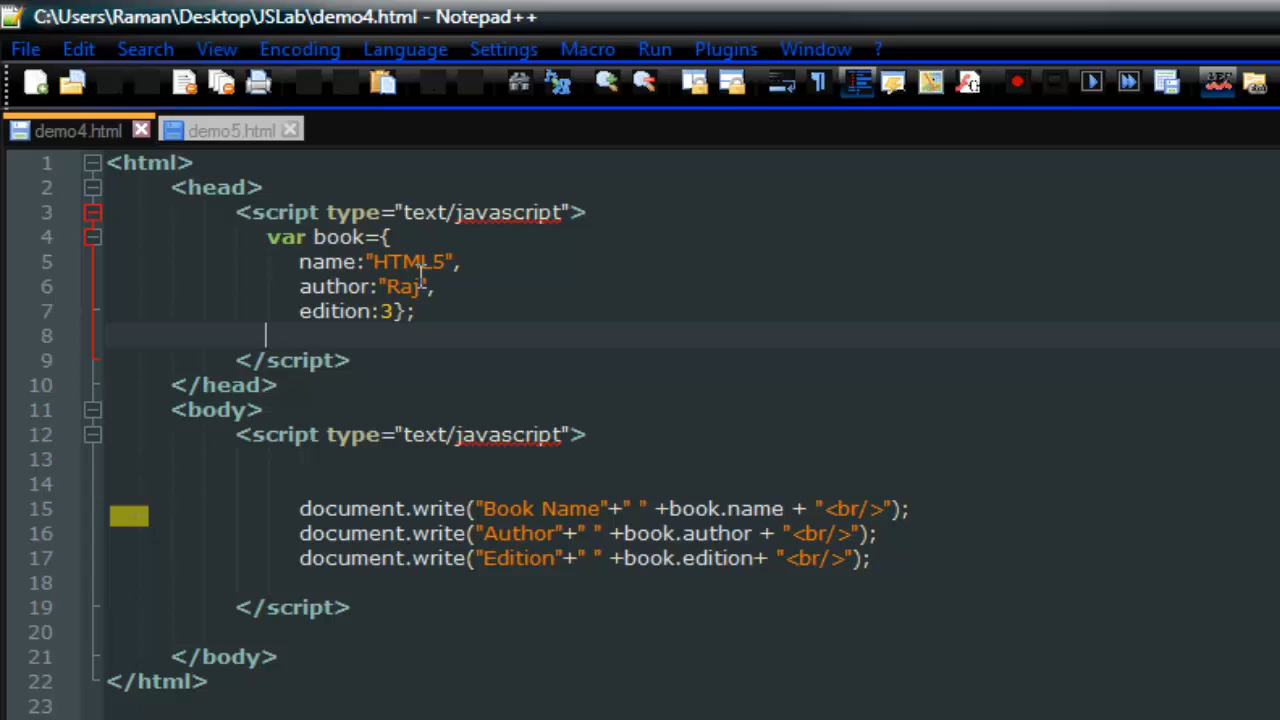 C:\Users\Raman\Desktop\JSLab\demo4.html - Notepad++
File Edit Search View Encoding Language Settings Macro Run Plugins Window ?
demo4.html demo5.html
1 <html>
2 <head>
3 <script type="text/javascript">
4 var book={
5 name:"HTML5",
6 author:"Raj",
7 edition:3};
8
9 </script>
10 </head>
11 <body>
12 <script type="text/javascript">
13
14
15 document.write("Book Name"+" " +book.name + "<br/>");
16 document.write("Author"+" " +book.author + "<br/>");
17 document.write("Edition"+" " +book.edition+ "<br/>");
18
19 </script>
20
21 </body>
22 </html>
23